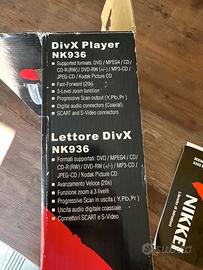 DivX Player
NK936
• Supported formats: DVD / MPEG4 / CD /
CD-R (RW) / DVD-RW (+/-) / MP3-CD /
JPEG-CD / Kodak Picture CD
• Fast-Forward (20x)
• 3-Level zoom function
• Progressive Scan output (Y,Pb,Pr)
• Digital audio connectors (Coaxial)
• SCART and S-Video connectors
Lettore DivX
NK936
• Formati supportati: DVD / MPEG4 / CD /
CD-R (RW) / DVD-RW (+/-) / MP3-CD /
JPEG-CD / Kodak Picture CD
• Avanzamento Veloce (20x)
• Funzione zoom a 3 livelli
• Progressive Scan in uscita (Y,Pb,Pr)
• Uscita audio digitale coassiale
• Connettori SCART e S-Video
NIKKEI